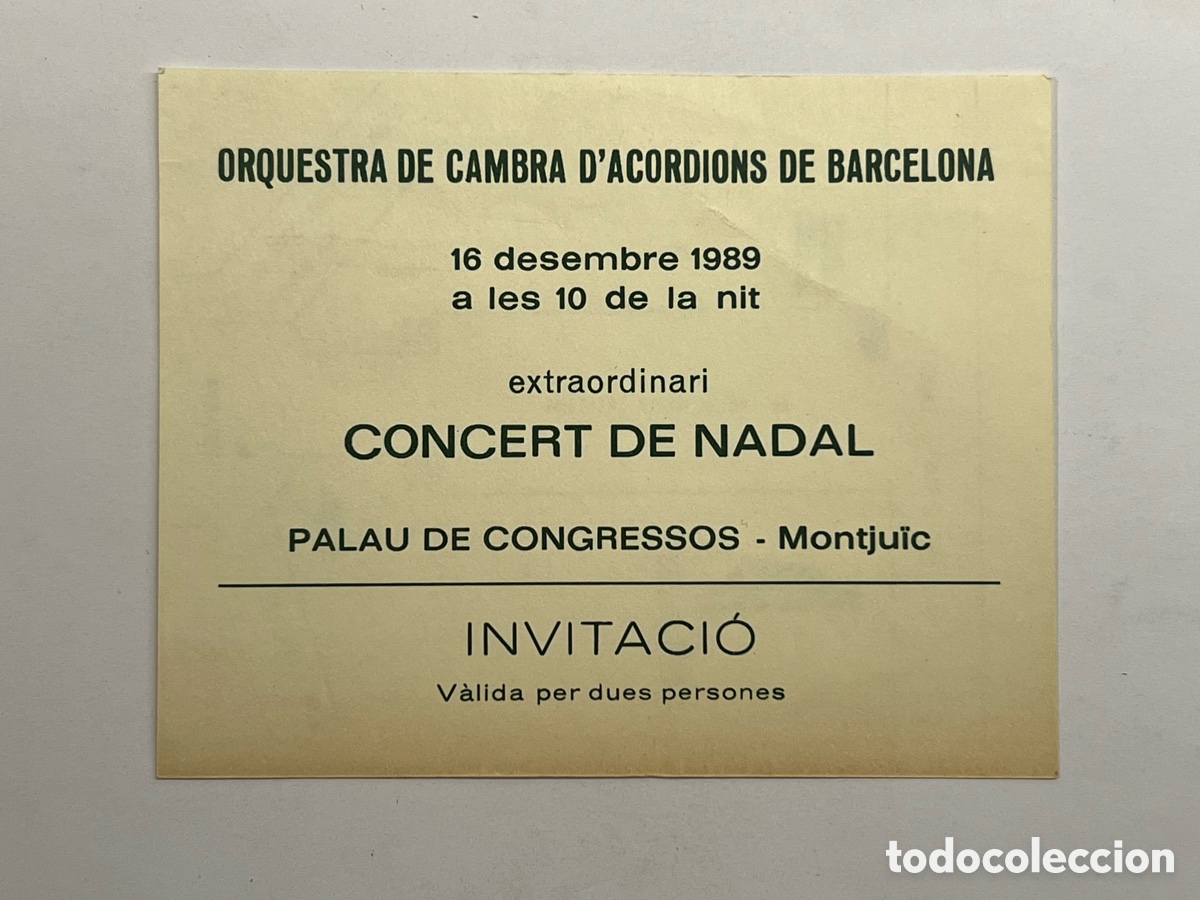 ORQUESTRA DE CAMBRA D'ACORDIONS DE BARCELONA
16 desembre 1989
a les 10 de la nit
extraordinari
CONCERT DE NADAL
PALAU DE CONGRESSOS - Montjuïc
INVITACIÓ
Vàlida per dues persones
todocoleccion